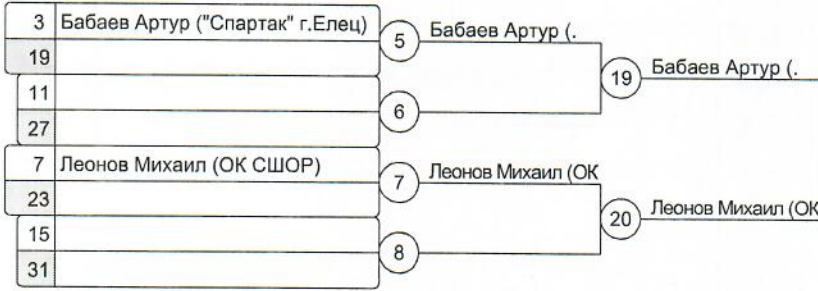 3 Бабаев Артур ("Спартак" г.Елец)
5 Бабаев Артур (.
19
19 Бабаев Артур (.
11
6
27
7 Леонов Михаил (ОК СШОР)
7 Леонов Михаил (ОК
23
20 Леонов Михаил (ОК
15
8
31